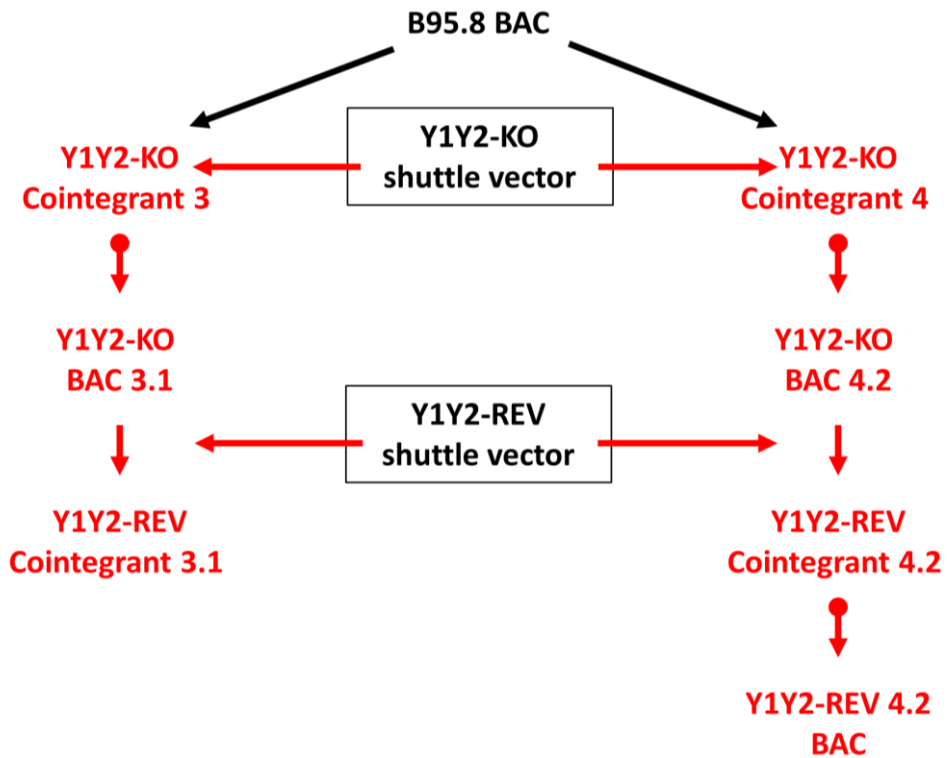 B95.8 BAC
Y1Y2-KO
shuttle vector
Y1Y2-KO
Cointegrant 3
Y1Y2-KO
Cointegrant 4
Y1Y2-KO
BAC 3.1
Y1Y2-KO
BAC 4.2
Y1Y2-REV
shuttle vector
Y1Y2-REV
Cointegrant 3.1
Y1Y2-REV
Cointegrant 4.2
Y1Y2-REV 4.2
BAC